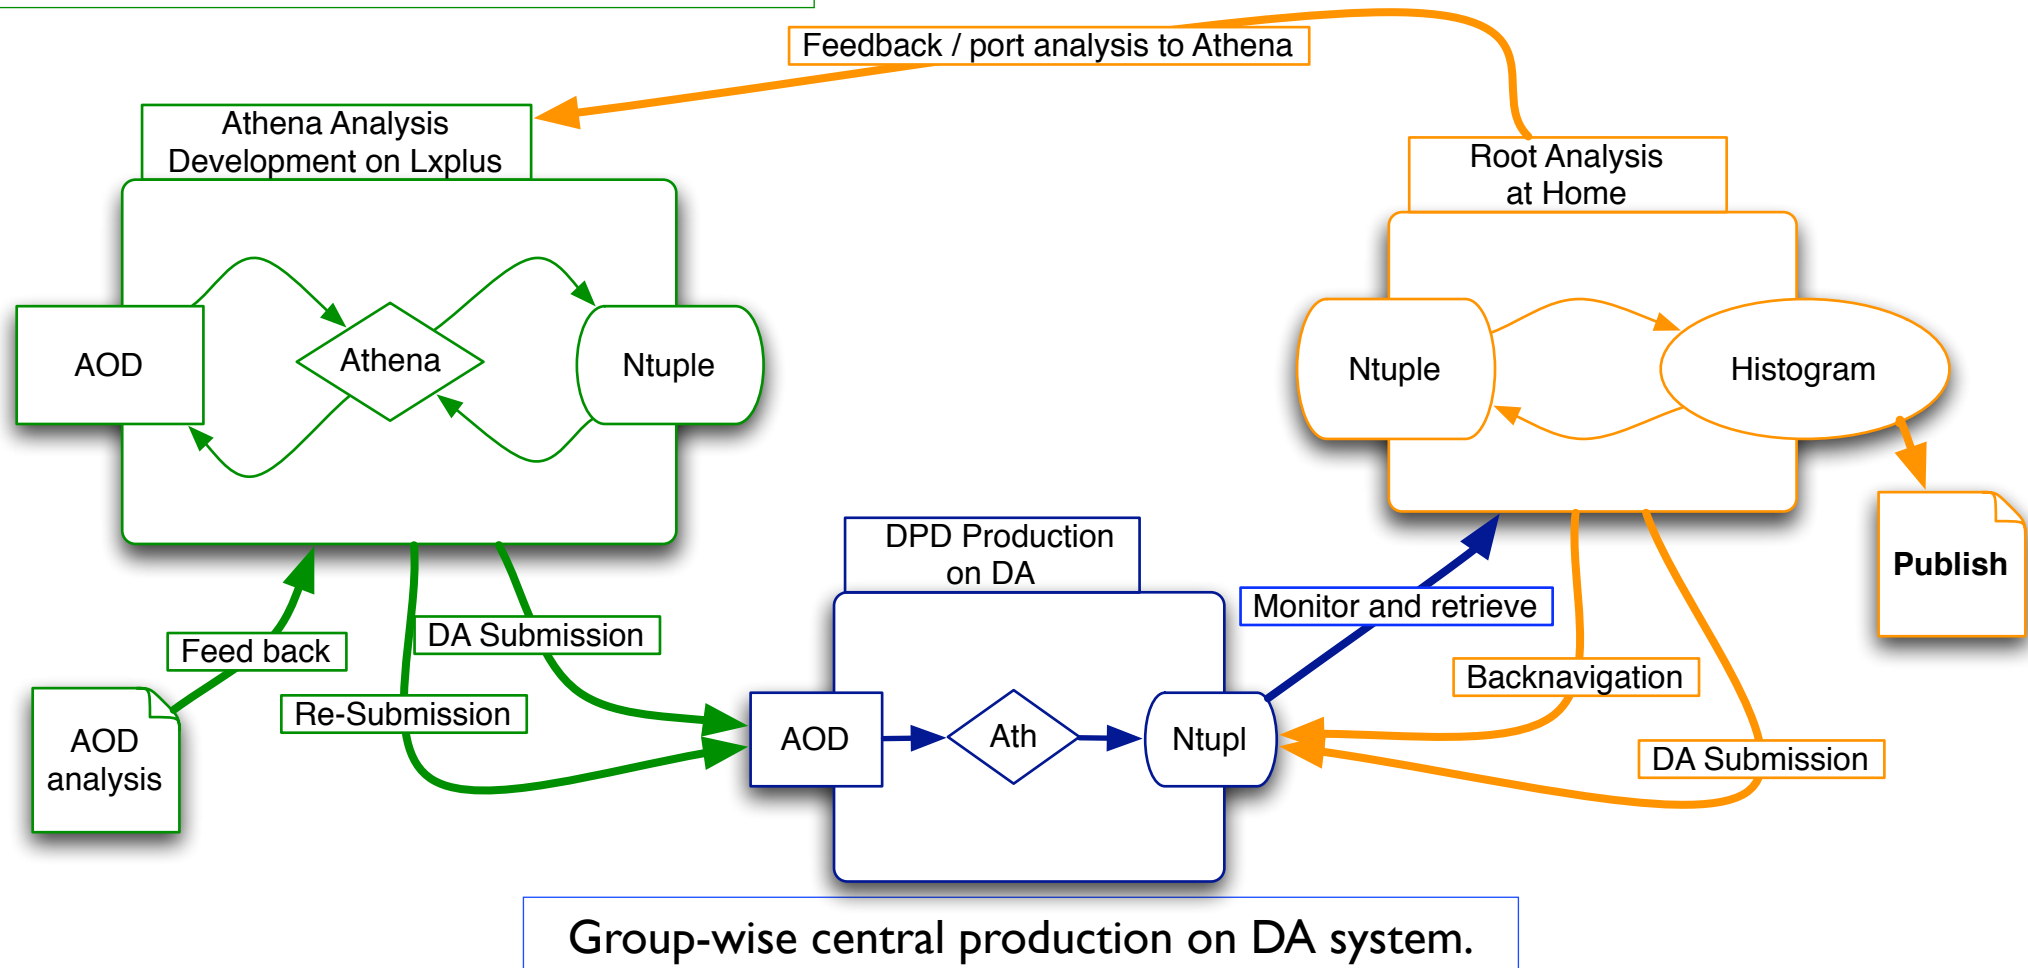 Feedback / port analysis to Athena
Athena Analysis
Development on Lxplus
Root Analysis
at Home
AOD
Athena
Ntuple
Ntuple
Histogram
Publish
DPD Production
on DA
Monitor and retrieve
DA Submission
Feed back
Backnavigation
Re-Submission
AOD
analysis
AOD
Ath
Ntupl
DA Submission
Group-wise central production on DA system.